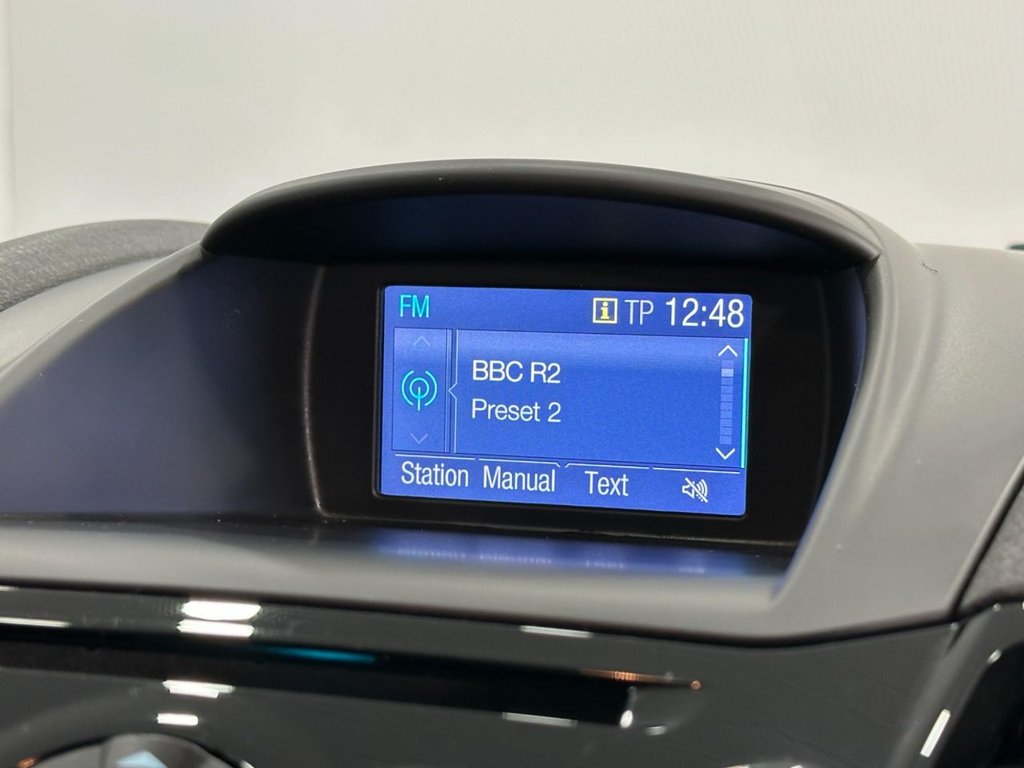 FM i TP 12:48
BBC R2
Preset 2
Station Manual Text